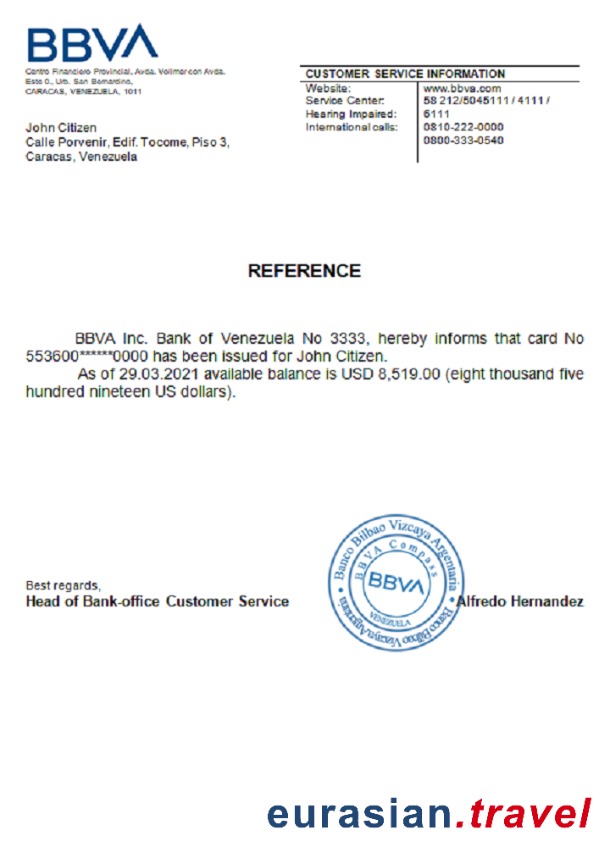 BBVA
Centro Financiero Provincial, Avda. Vollmer con Avda.
Este 0., Urb. San Bernardino,
CARACAS, VENEZUELA, 1011
CUSTOMER SERVICE INFORMATION
Website: www.bbva.com
Service Center: 58 212/5045111 / 4111 /
Hearing Impaired: 6111
International calls: 0810-222-0000
0800-333-0540
John Citizen
Calle Porvenir, Edif. Tocome, Piso 3,
Caracas, Venezuela
REFERENCE
BBVA Inc. Bank of Venezuela No 3333, hereby informs that card No
553600******0000 has been issued for John Citizen.
As of 29.03.2021 available balance is USD 8,519.00 (eight thousand five
hundred nineteen US dollars).
Banco Bilbao Vizcaya Argentaria • Banco Bilbao Vizcaya Argentaria •
BBVA Compass
BBVA
VENEZUELA
Best regards,
Head of Bank-office Customer Service
Alfredo Hernandez
eurasian.travel